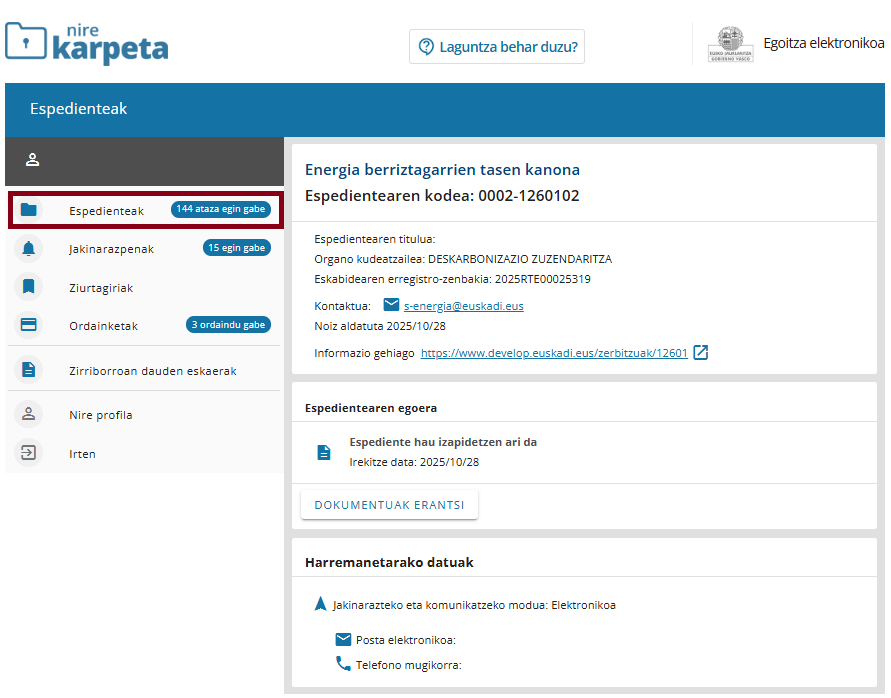 nire
karpeta
Laguntza behar duzu?
EUSKO JAURLARITZA
GOBIERNO VASCO
Egoitza elektronikoa
Espedienteak
Espedienteak 144 ataza egin gabe
Jakinarazpenak 15 egin gabe
Ziurtagiriak
Ordainketak 3 ordaindu gabe
Zirriborroan dauden eskaerak
Nire profila
Irten
Energia berriztagarrien tasen kanona
Espedientearen kodea: 0002-1260102
Espedientearen titulua:
Organo kudeatzailea: DESKARBONIZAZIO ZUZENDARITZA
Eskabidearen erregistro-zenbakia: 2025RTE00025319
Kontaktua: s-energia@euskadi.eus
Noiz aldatuta 2025/10/28
Informazio gehiago https://www.develop.euskadi.eus/zerbitzuak/12601
Espedientearen egoera
Espediente hau izapidetzen ari da
Irekitze data: 2025/10/28
DOKUMENTUAK ERANTSI
Harremanetarako datuak
Jakinarazteko eta komunikatzeko modua: Elektronikoa
Posta elektronikoa:
Telefono mugikorra: